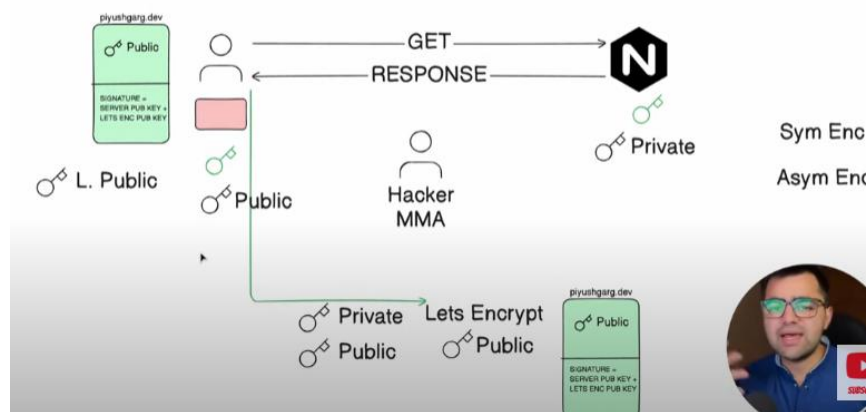 piyushgarg.dev
Public
SIGNATURE =
SERVER PUB KEY +
LETS ENC PUB KEY
GET
RESPONSE
N
Private
L. Public
Public
Hacker
MMA
Sym Enc
Asym Enc
Private
Public
Lets Encrypt
Public
piyushgarg.dev
Public
SIGNATURE =
SERVER PUB KEY +
LETS ENC PUB KEY